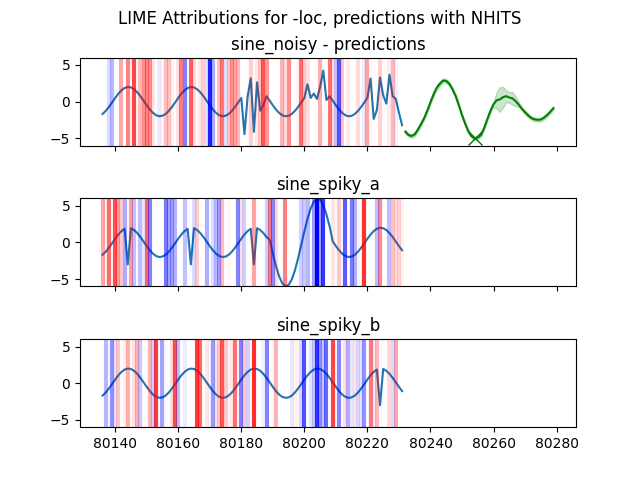 LIME Attributions for -loc, predictions with NHITS
sine_noisy - predictions
5
0
−5
sine_spiky_a
5
0
−5
sine_spiky_b
5
0
−5
80140 80160 80180 80200 80220 80240 80260 80280